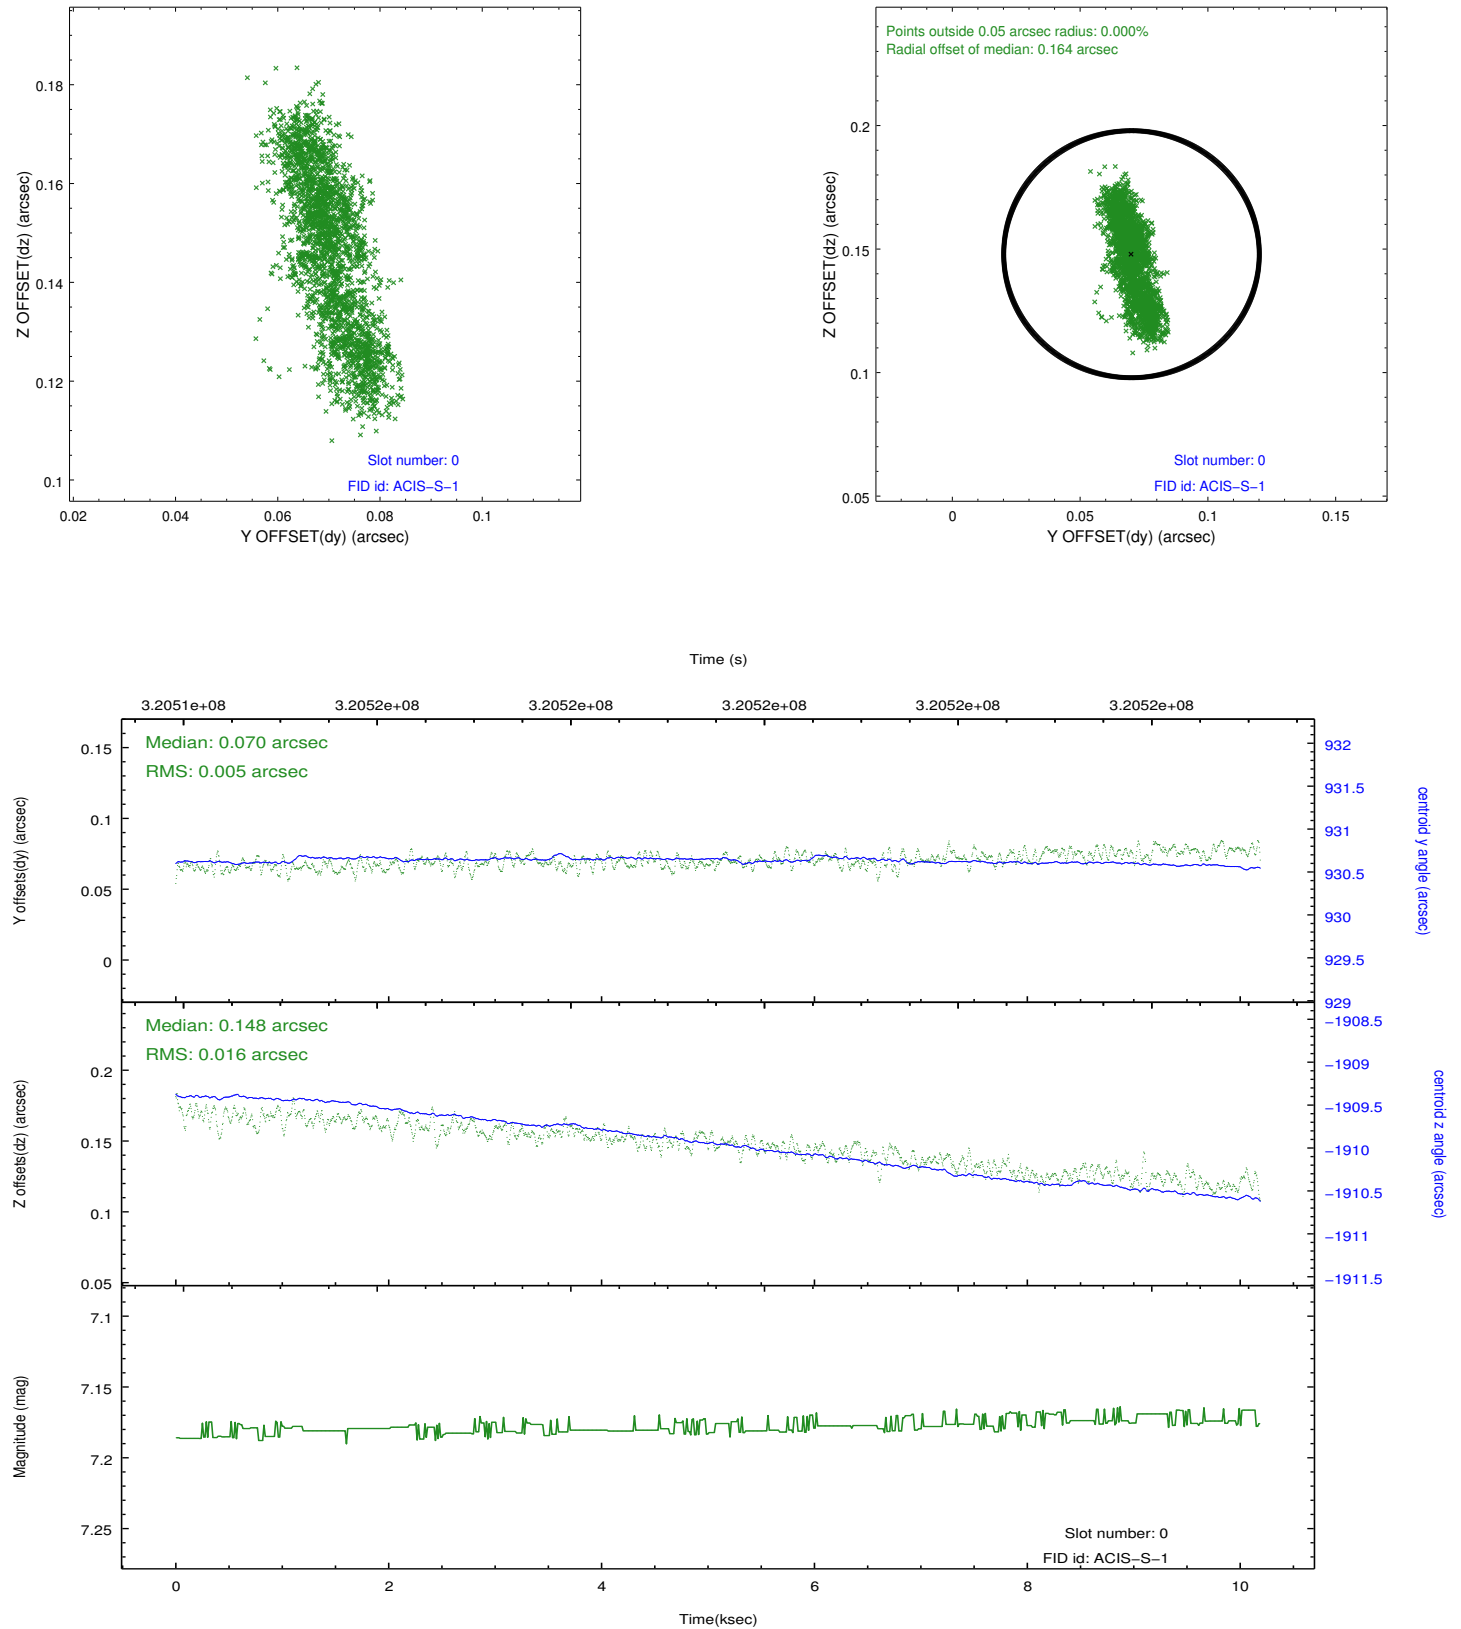 0.18
0.16
0.14
0.12
0.1
Z OFFSET(dz) (arcsec)
Slot number: 0
FID id: ACIS−S−1
0.02 0.04 0.06 0.08 0.1
Y OFFSET(dy) (arcsec)
Points outside 0.05 arcsec radius: 0.000%
Radial offset of median: 0.164 arcsec
0.2
0.15
0.1
0.05
Z OFFSET(dz) (arcsec)
Slot number: 0
FID id: ACIS−S−1
0 0.05 0.1 0.15
Y OFFSET(dy) (arcsec)
Time (s)
3.2051e+08 3.2052e+08 3.2052e+08 3.2052e+08 3.2052e+08 3.2052e+08
Median: 0.070 arcsec
RMS: 0.005 arcsec
0.15
0.1
0.05
0
Y offsets(dy) (arcsec)
932
931.5
931
930.5
930
929.5
929
centroid y angle (arcsec)
Median: 0.148 arcsec
RMS: 0.016 arcsec
0.2
0.15
0.1
0.05
Z offsets(dz) (arcsec)
−1908.5
−1909
−1909.5
−1910
−1910.5
−1911
−1911.5
centroid z angle (arcsec)
7.1
7.15
7.2
7.25
Magnitude (mag)
Slot number: 0
FID id: ACIS−S−1
0 2 4 6 8 10
Time(ksec)